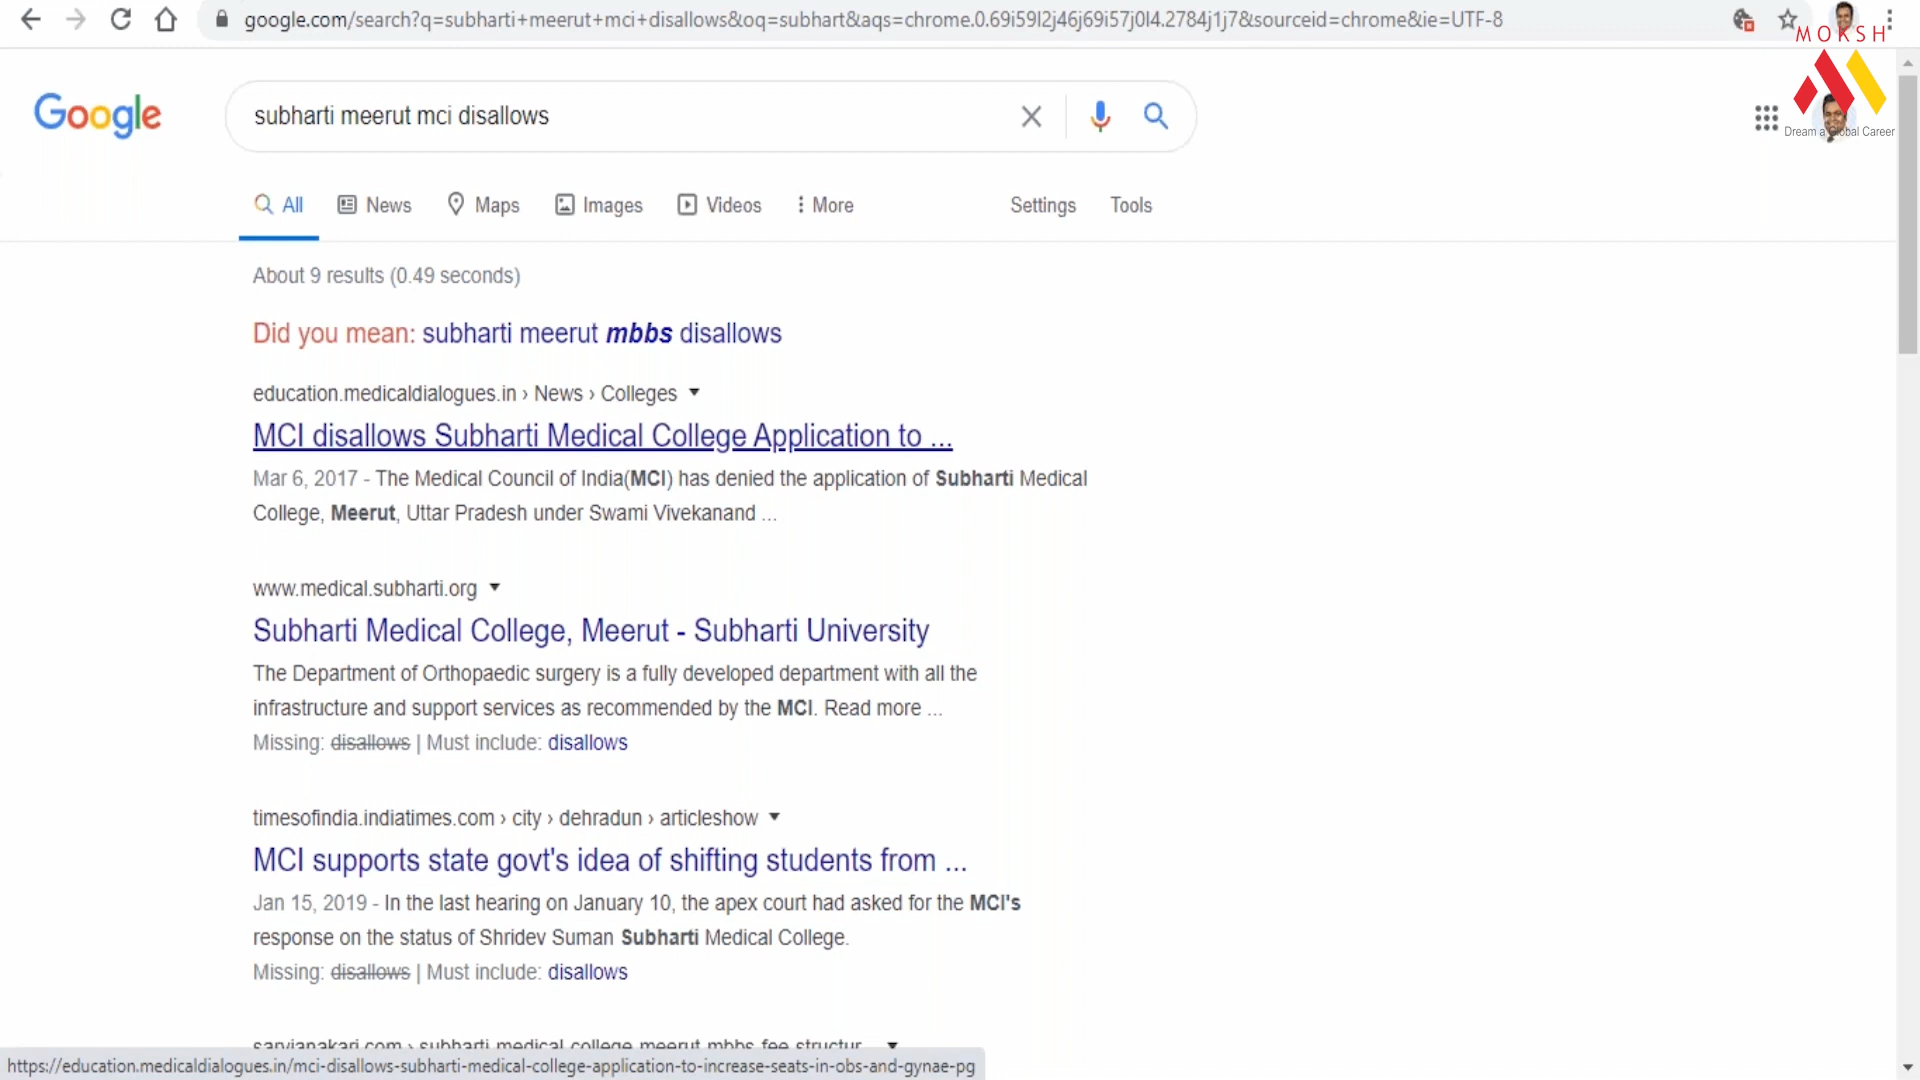 google.com/search?q=subharti+meerut+mci+disallows&oq=subhart&aqs=chrome.0.69i59l2j46j69i57j0l4.2784j1j7&sourceid=chrome&ie=UTF-8
MOKSH
Google
subharti meerut mci disallows
Dream a Global Career
All
News
Maps
Images
Videos
More
Settings
Tools
About 9 results (0.49 seconds)
Did you mean: subharti meerut mbbs disallows
education.medicaldialogues.in › News › Colleges
MCI disallows Subharti Medical College Application to ...
Mar 6, 2017 - The Medical Council of India(MCI) has denied the application of Subharti Medical
College, Meerut, Uttar Pradesh under Swami Vivekanand ...
www.medical.subharti.org
Subharti Medical College, Meerut - Subharti University
The Department of Orthopaedic surgery is a fully developed department with all the
infrastructure and support services as recommended by the MCI. Read more ...
Missing: disallows | Must include: disallows
timesofindia.indiatimes.com › city › dehradun › articleshow
MCI supports state govt's idea of shifting students from ...
Jan 15, 2019 - In the last hearing on January 10, the apex court had asked for the MCI's
response on the status of Shridev Suman Subharti Medical College.
Missing: disallows | Must include: disallows
sarvjanakari.com › subharti-medical-college-meerut-mbbs-fee-structur...
https://education.medicaldialogues.in/mci-disallows-subharti-medical-college-application-to-increase-seats-in-obs-and-gynae-pg